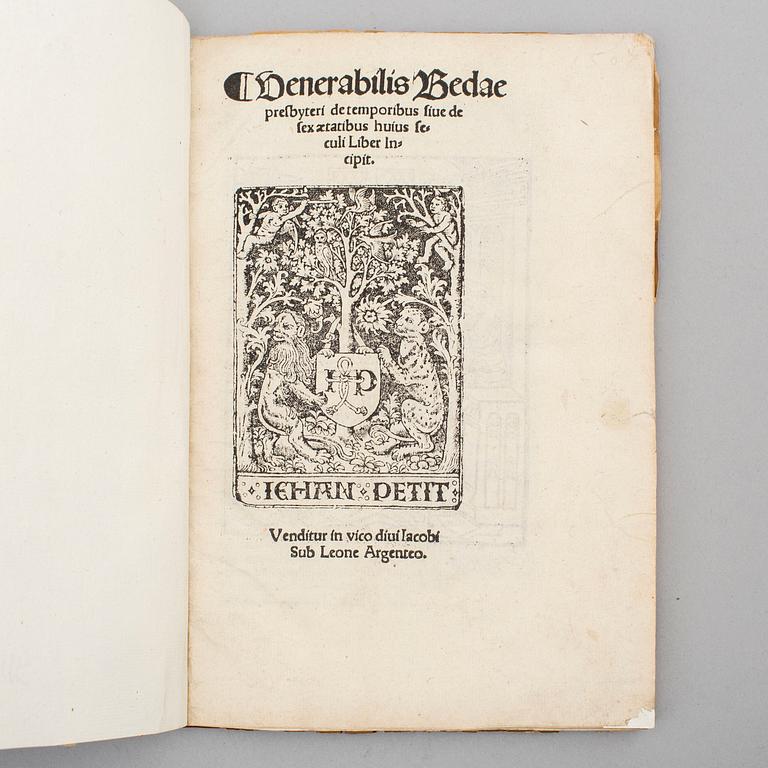 ¶Venerabilis Bedae
presbyteri de temporibus siue de
sex ætatibus huius se-
culi Liber In-
cipit.
HP
IEHAN PETIT
Venditur in vico diui Iacobi
Sub Leone Argenteo.